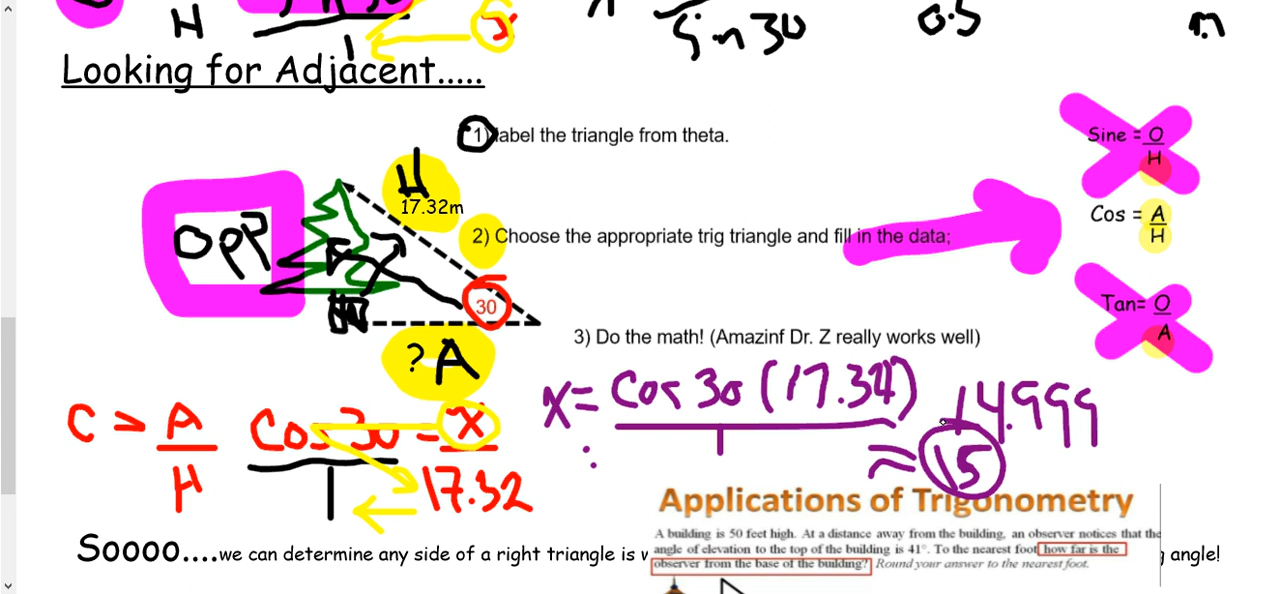 H 1 Sin 30 0.5 m
Looking for Adjacent.....
1) Label the triangle from theta.
Sine = O
H
H
17.32m
OPP
2) Choose the appropriate trig triangle and fill in the data;
Cos = A
H
30
Tan= O
A
3) Do the math! (Amazinf Dr. Z really works well)
? A
C > A
H
Cos 30 = x
1 17.32
x = Cos 30 (17.32) 14.999
1 ≈ 15
Applications of Trigonometry
A building is 50 feet high. At a distance away from the building, an observer notices that the
angle of elevation to the top of the building is 41°. To the nearest foot how far is the
observer from the base of the building? Round your answer to the nearest foot.
Soooo....we can determine any side of a right triangle is angle!